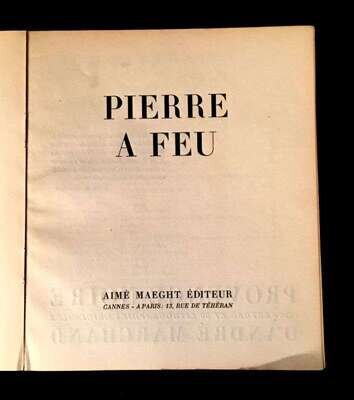 PIERRE
A FEU
AIMÉ MAEGHT ÉDITEUR
CANNES - A PARIS: 13, RUE DE TÉHÉRAN